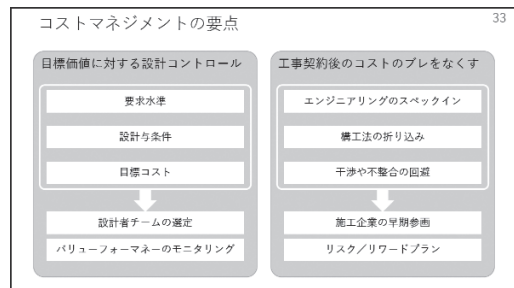 コストマネジメントの要点
33
目標価値に対する設計コントロール
要求水準
設計与条件
目標コスト
設計者チームの選定
バリューフォーマネーのモニタリング
工事契約後のコストのブレをなくす
エンジニアリングのスペックイン
構工法の折り込み
干渉や不整合の回避
施工企業の早期参画
リスク／リワードプラン